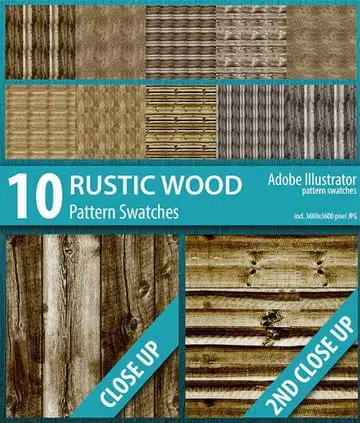 10 RUSTIC WOOD
Pattern Swatches
Adobe Illustrator
pattern swatches
incl. 3600x3600 pixel JPG
CLOSE UP
2ND CLOSE UP